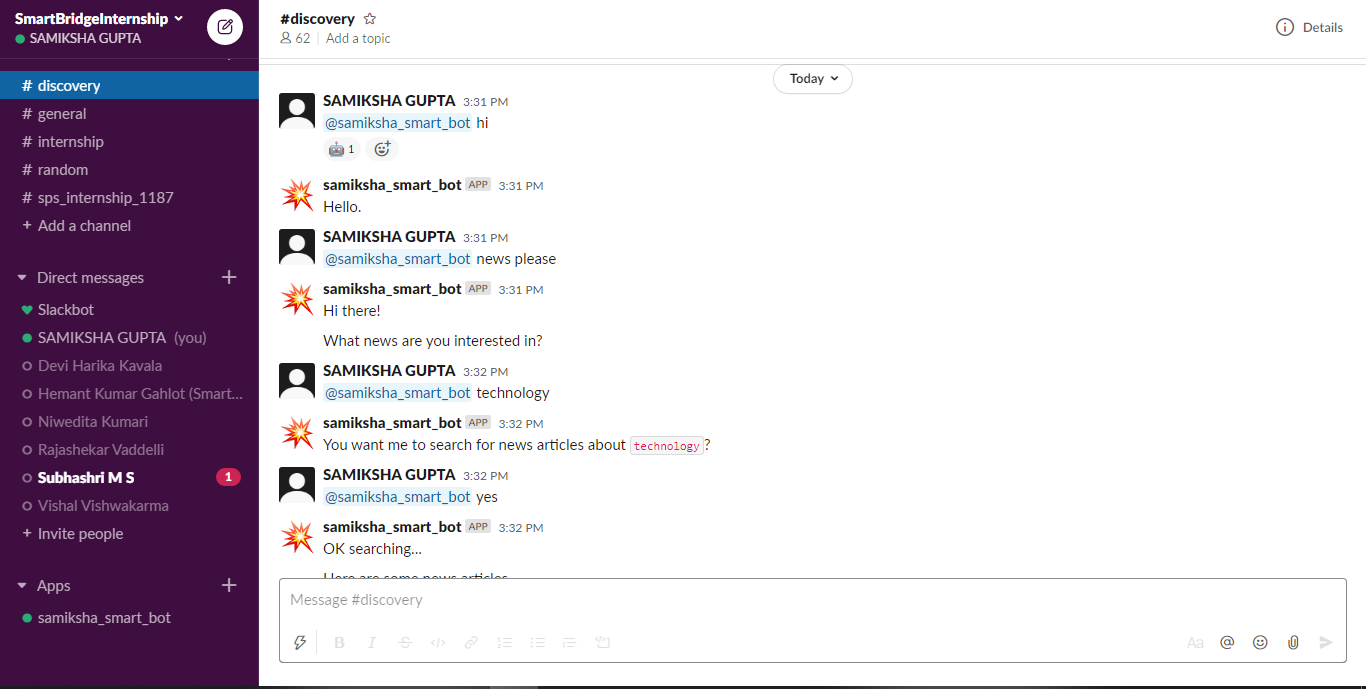 SmartBridgeInternship
SAMIKSHA GUPTA
# discovery
# general
# internship
# random
# sps_internship_1187
+ Add a channel
Direct messages +
Slackbot
SAMIKSHA GUPTA (you)
Devi Harika Kavala
Hemant Kumar Gahlot (Smart...
Niwedita Kumari
Rajashekar Vaddelli
Subhashri M S 1
Vishal Vishwakarma
+ Invite people
Apps +
samiksha_smart_bot
#discovery
62 | Add a topic
Details
Today
SAMIKSHA GUPTA 3:31 PM
@samiksha_smart_bot hi
1
samiksha_smart_bot APP 3:31 PM
Hello.
SAMIKSHA GUPTA 3:31 PM
@samiksha_smart_bot news please
samiksha_smart_bot APP 3:31 PM
Hi there!
What news are you interested in?
SAMIKSHA GUPTA 3:32 PM
@samiksha_smart_bot technology
samiksha_smart_bot APP 3:32 PM
You want me to search for news articles about technology?
SAMIKSHA GUPTA 3:32 PM
@samiksha_smart_bot yes
samiksha_smart_bot APP 3:32 PM
OK searching...
Here are some news articles
Message #discovery
B I S </> Aa @